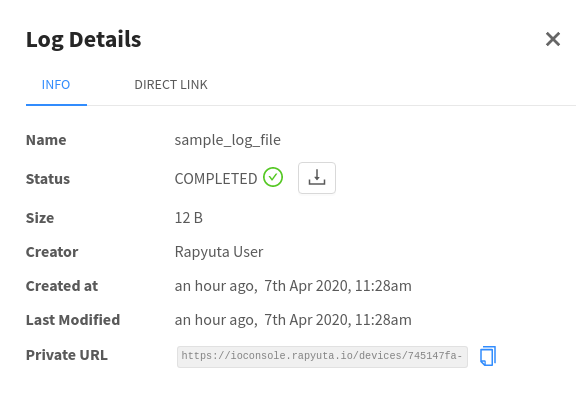 Log Details
INFO DIRECT LINK
Name sample_log_file
Status COMPLETED
Size 12 B
Creator Rapyuta User
Created at an hour ago, 7th Apr 2020, 11:28am
Last Modified an hour ago, 7th Apr 2020, 11:28am
Private URL https://ioconsole.rapyuta.io/devices/745147fa-